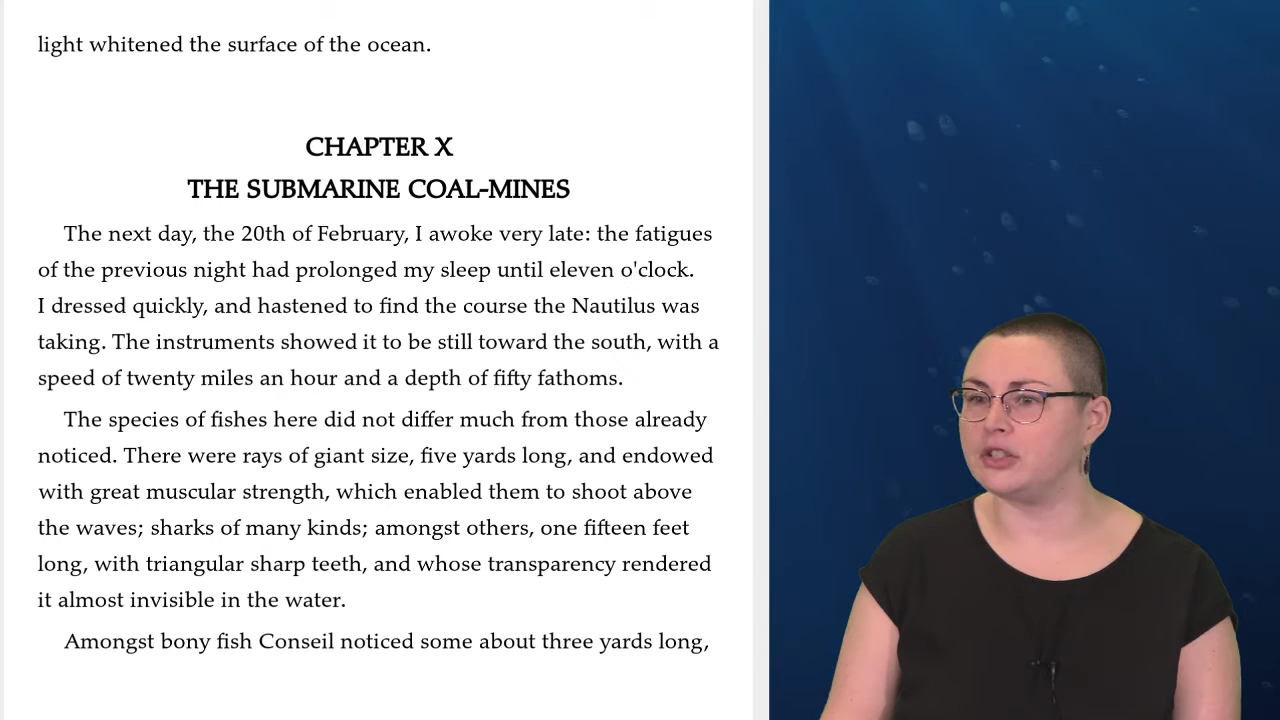 light whitened the surface of the ocean.
CHAPTER X
THE SUBMARINE COAL-MINES
The next day, the 20th of February, I awoke very late: the fatigues
of the previous night had prolonged my sleep until eleven o'clock.
I dressed quickly, and hastened to find the course the Nautilus was
taking. The instruments showed it to be still toward the south, with a
speed of twenty miles an hour and a depth of fifty fathoms.
The species of fishes here did not differ much from those already
noticed. There were rays of giant size, five yards long, and endowed
with great muscular strength, which enabled them to shoot above
the waves; sharks of many kinds; amongst others, one fifteen feet
long, with triangular sharp teeth, and whose transparency rendered
it almost invisible in the water.
Amongst bony fish Conseil noticed some about three yards long,